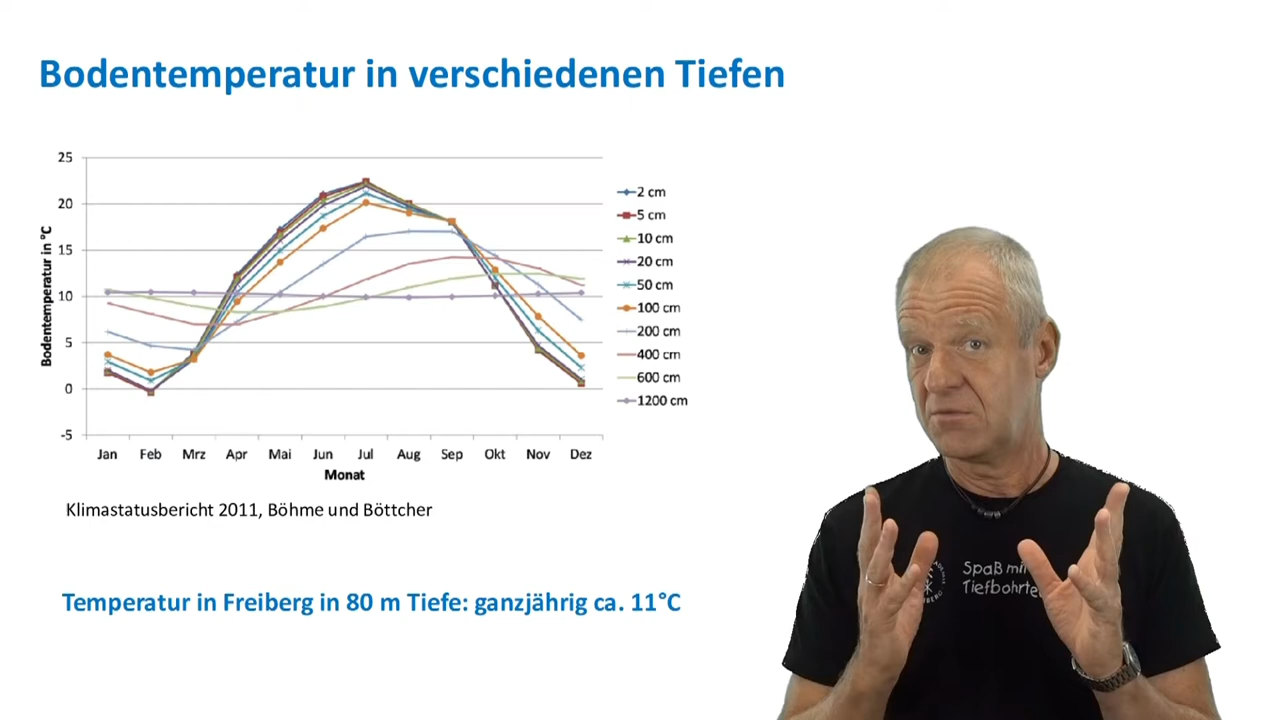 Bodentemperatur in verschiedenen Tiefen
25
20
15
10
5
0
-5
Bodentemperatur in °C
Jan Feb Mrz Apr Mai Jun Jul Aug Sep Okt Nov Dez
Monat
2 cm
5 cm
10 cm
20 cm
50 cm
100 cm
200 cm
400 cm
600 cm
1200 cm
Klimastatusbericht 2011, Böhme und Böttcher
Temperatur in Freiberg in 80 m Tiefe: ganzjährig ca. 11°C
Spaß mit